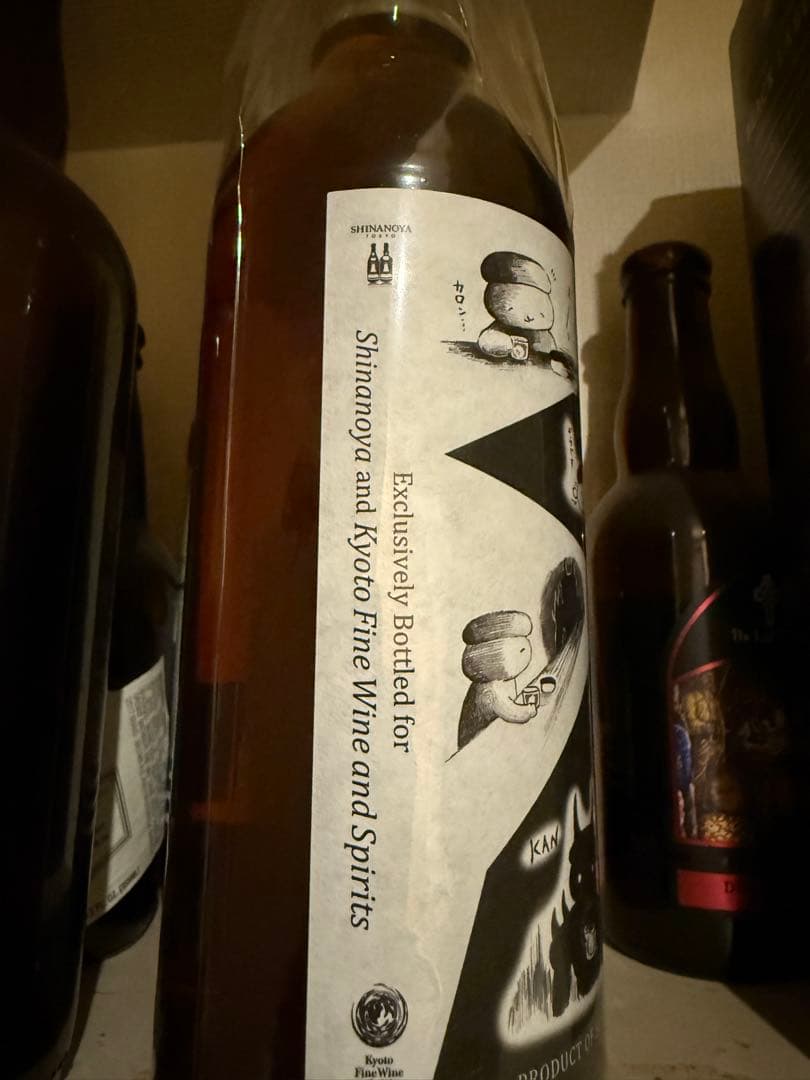 SHINANOYA
TOKYO
カロン...
Exclusively Bottled for
Shinanoya and Kyoto Fine Wine and Spirits
KAN
PRODUCT OF
Kyoto
Fine Wine